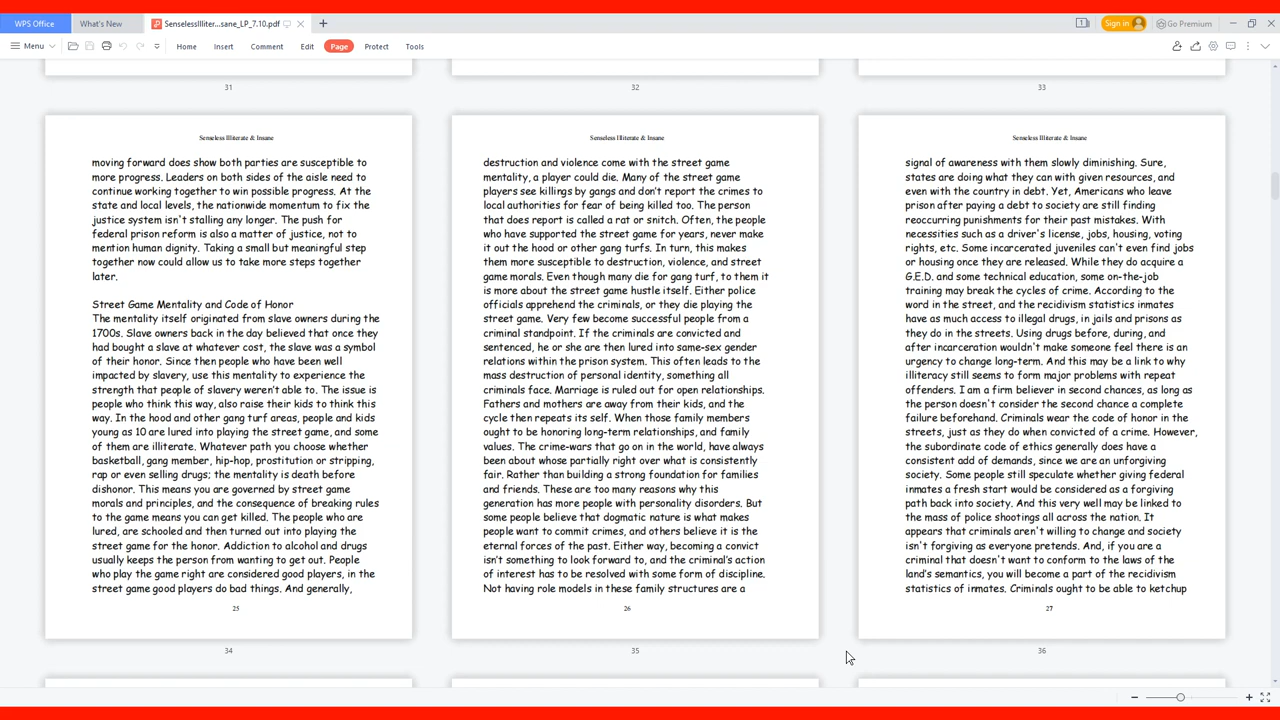 WPS Office
What's New
SenselessIlliter...sane_LP_7.10.pdf
Sign in
Go Premium
Menu
Home
Insert
Comment
Edit
Page
Protect
Tools
31
32
33
Senseless Illiterate & Insane
moving forward does show both parties are susceptible to
more progress. Leaders on both sides of the aisle need to
continue working together to win possible progress. At the
state and local levels, the nationwide momentum to fix the
justice system isn't stalling any longer. The push for
federal prison reform is also a matter of justice, not to
mention human dignity. Taking a small but meaningful step
together now could allow us to take more steps together
later.
Street Game Mentality and Code of Honor
The mentality itself originated from slave owners during the
1700s. Slave owners back in the day believed that once they
had bought a slave at whatever cost, the slave was a symbol
of their honor. Since then people who have been well
impacted by slavery, use this mentality to experience the
strength that people of slavery weren't able to. The issue is
people who think this way, also raise their kids to think this
way. In the hood and other gang turf areas, people and kids
young as 10 are lured into playing the street game, and some
of them are illiterate. Whatever path you choose whether
basketball, gang member, hip-hop, prostitution or stripping,
rap or even selling drugs; the mentality is death before
dishonor. This means you are governed by street game
morals and principles, and the consequence of breaking rules
to the game means you can get killed. The people who are
lured, are schooled and then turned out into playing the
street game for the honor. Addiction to alcohol and drugs
usually keeps the person from wanting to get out. People
who play the game right are considered good players, in the
street game good players do bad things. And generally,
25
34
Senseless Illiterate & Insane
destruction and violence come with the street game
mentality, a player could die. Many of the street game
players see killings by gangs and don't report the crimes to
local authorities for fear of being killed too. The person
that does report is called a rat or snitch. Often, the people
who have supported the street game for years, never make
it out the hood or other gang turfs. In turn, this makes
them more susceptible to destruction, violence, and street
game morals. Even though many die for gang turf, to them it
is more about the street game hustle itself. Either police
officials apprehend the criminals, or they die playing the
street game. Very few become successful people from a
criminal standpoint. If the criminals are convicted and
sentenced, he or she are then lured into same-sex gender
relations within the prison system. This often leads to the
mass destruction of personal identity, something all
criminals face. Marriage is ruled out for open relationships.
Fathers and mothers are away from their kids, and the
cycle then repeats its self. When those family members
ought to be honoring long-term relationships, and family
values. The crime-wars that go on in the world, have always
been about whose partially right over what is consistently
fair. Rather than building a strong foundation for families
and friends. These are too many reasons why this
generation has more people with personality disorders. But
some people believe that dogmatic nature is what makes
people want to commit crimes, and others believe it is the
eternal forces of the past. Either way, becoming a convict
isn't something to look forward to, and the criminal's action
of interest has to be resolved with some form of discipline.
Not having role models in these family structures are a
26
35
Senseless Illiterate & Insane
signal of awareness with them slowly diminishing. Sure,
states are doing what they can with given resources, and
even with the country in debt. Yet, Americans who leave
prison after paying a debt to society are still finding
reoccurring punishments for their past mistakes. With
necessities such as a driver's license, jobs, housing, voting
rights, etc. Some incarcerated juveniles can't even find jobs
or housing once they are released. While they do acquire a
G.E.D. and some technical education, some on-the-job
training may break the cycles of crime. According to the
word in the street, and the recidivism statistics inmates
have as much access to illegal drugs, in jails and prisons as
they do in the streets. Using drugs before, during, and
after incarceration wouldn't make someone feel there is an
urgency to change long-term. And this may be a link to why
illiteracy still seems to form major problems with repeat
offenders. I am a firm believer in second chances, as long as
the person doesn't consider the second chance a complete
failure beforehand. Criminals wear the code of honor in the
streets, just as they do when convicted of a crime. However,
the subordinate code of ethics generally does have a
consistent add of demands, since we are an unforgiving
society. Some people still speculate whether giving federal
inmates a fresh start would be considered as a forgiving
path back into society. And this very well may be linked to
the mass of police shootings all across the nation. It
appears that criminals aren't willing to change and society
isn't forgiving as everyone pretends. And, if you are a
criminal that doesn't want to conform to the laws of the
land's semantics, you will become a part of the recidivism
statistics of inmates. Criminals ought to be able to ketchup
27
36